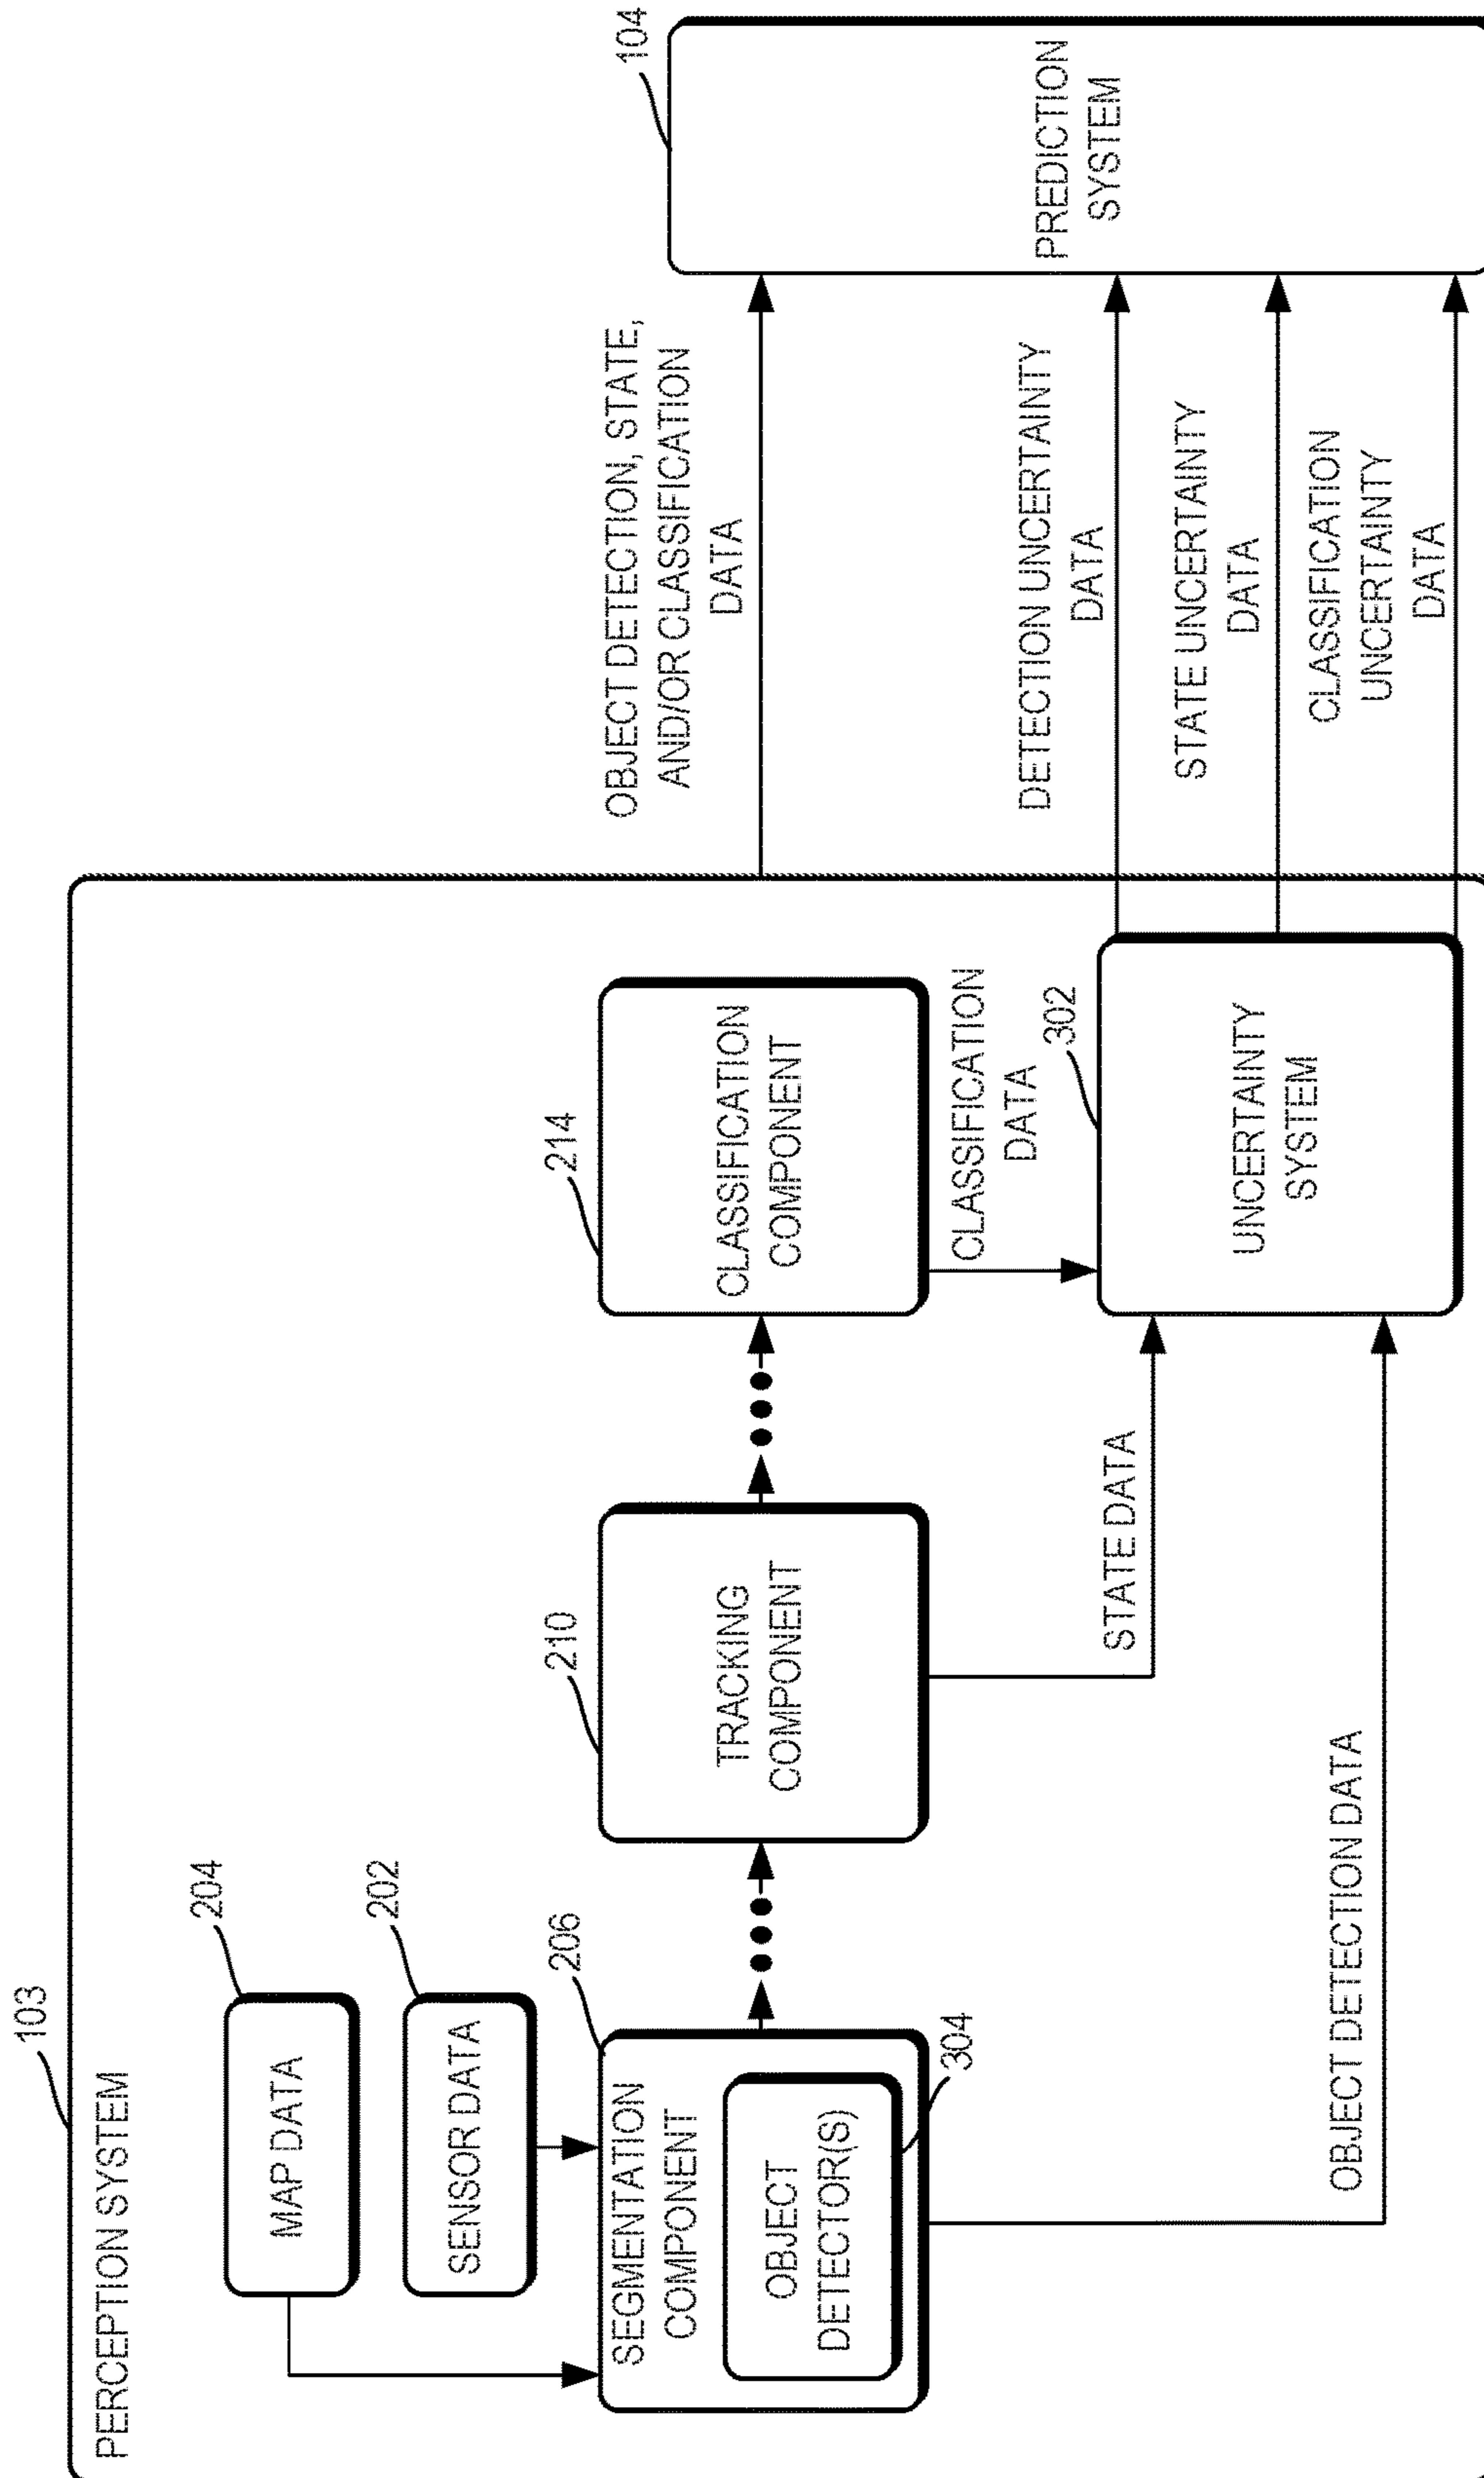 103
PERCEPTION SYSTEM
204
MAP DATA
202
SENSOR DATA
206
SEGMENTATION
COMPONENT
OBJECT
DETECTOR(S)
304
210
TRACKING
COMPONENT
214
CLASSIFICATION
COMPONENT
CLASSIFICATION
DATA
STATE DATA
OBJECT DETECTION DATA
302
UNCERTAINTY
SYSTEM
OBJECT DETECTION, STATE,
AND/OR CLASSIFICATION
DATA
DETECTION UNCERTAINTY
DATA
STATE UNCERTAINTY
DATA
CLASSIFICATION
UNCERTAINTY
DATA
104
PREDICTION
SYSTEM